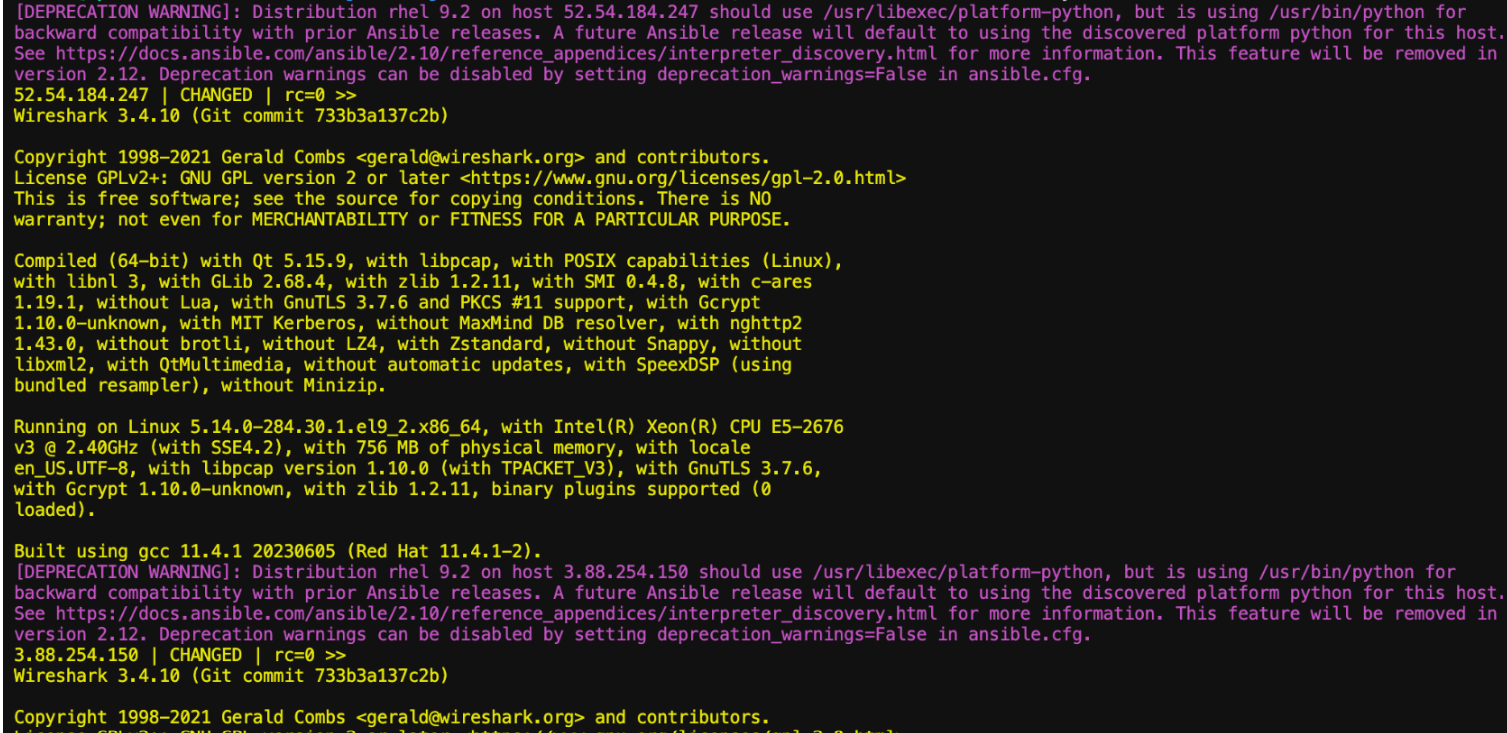 [DEPRECATION WARNING]: Distribution rhel 9.2 on host 52.54.184.247 should use /usr/libexec/platform-python, but is using /usr/bin/python for
backward compatibility with prior Ansible releases. A future Ansible release will default to using the discovered platform python for this host.
See https://docs.ansible.com/ansible/2.10/reference_appendices/interpreter_discovery.html for more information. This feature will be removed in
version 2.12. Deprecation warnings can be disabled by setting deprecation_warnings=False in ansible.cfg.
52.54.184.247 | CHANGED | rc=0 >>
Wireshark 3.4.10 (Git commit 733b3a137c2b)
Copyright 1998-2021 Gerald Combs <gerald@wireshark.org> and contributors.
License GPLv2+: GNU GPL version 2 or later <https://www.gnu.org/licenses/gpl-2.0.html>
This is free software; see the source for copying conditions. There is NO
warranty; not even for MERCHANTABILITY or FITNESS FOR A PARTICULAR PURPOSE.
Compiled (64-bit) with Qt 5.15.9, with libpcap, with POSIX capabilities (Linux),
with libnl 3, with GLib 2.68.4, with zlib 1.2.11, with SMI 0.4.8, with c-ares
1.19.1, without Lua, with GnuTLS 3.7.6 and PKCS #11 support, with Gcrypt
1.10.0-unknown, with MIT Kerberos, without MaxMind DB resolver, with nghttp2
1.43.0, without brotli, without LZ4, with Zstandard, without Snappy, without
libxml2, with QtMultimedia, without automatic updates, with SpeexDSP (using
bundled resampler), without Minizip.
Running on Linux 5.14.0-284.30.1.el9_2.x86_64, with Intel(R) Xeon(R) CPU E5-2676
v3 @ 2.40GHz (with SSE4.2), with 756 MB of physical memory, with locale
en_US.UTF-8, with libpcap version 1.10.0 (with TPACKET_V3), with GnuTLS 3.7.6,
with Gcrypt 1.10.0-unknown, with zlib 1.2.11, binary plugins supported (0
loaded).
Built using gcc 11.4.1 20230605 (Red Hat 11.4.1-2).
[DEPRECATION WARNING]: Distribution rhel 9.2 on host 3.88.254.150 should use /usr/libexec/platform-python, but is using /usr/bin/python for
backward compatibility with prior Ansible releases. A future Ansible release will default to using the discovered platform python for this host.
See https://docs.ansible.com/ansible/2.10/reference_appendices/interpreter_discovery.html for more information. This feature will be removed in
version 2.12. Deprecation warnings can be disabled by setting deprecation_warnings=False in ansible.cfg.
3.88.254.150 | CHANGED | rc=0 >>
Wireshark 3.4.10 (Git commit 733b3a137c2b)
Copyright 1998-2021 Gerald Combs <gerald@wireshark.org> and contributors.